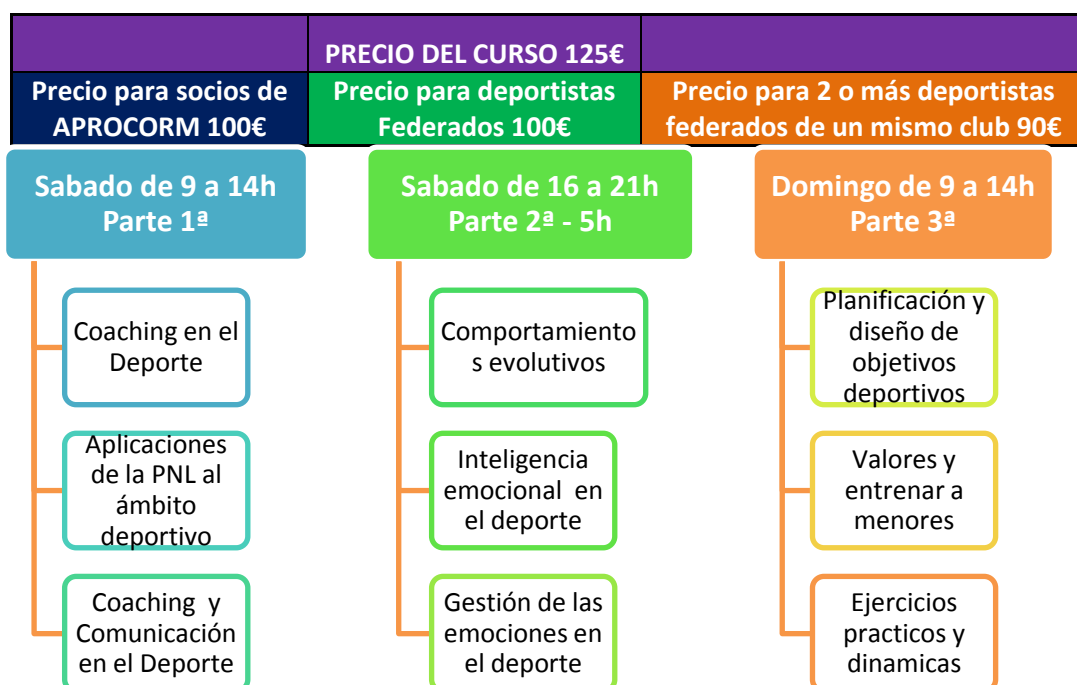 PRECIO DEL CURSO 125€
Precio para socios de
APROCORM 100€
Precio para deportistas
Federados 100€
Precio para 2 o más deportistas
federados de un mismo club 90€
Sabado de 9 a 14h
Parte 1ª
Coaching en el
Deporte
Aplicaciones
de la PNL al
ámbito
deportivo
Coaching y
Comunicación
en el Deporte
Sabado de 16 a 21h
Parte 2ª - 5h
Comportamiento
s evolutivos
Inteligencia
emocional en
el deporte
Gestión de las
emociones en
el deporte
Domingo de 9 a 14h
Parte 3ª
Planificación y
diseño de
objetivos
deportivos
Valores y
entrenar a
menores
Ejercicios
practicos y
dinamicas